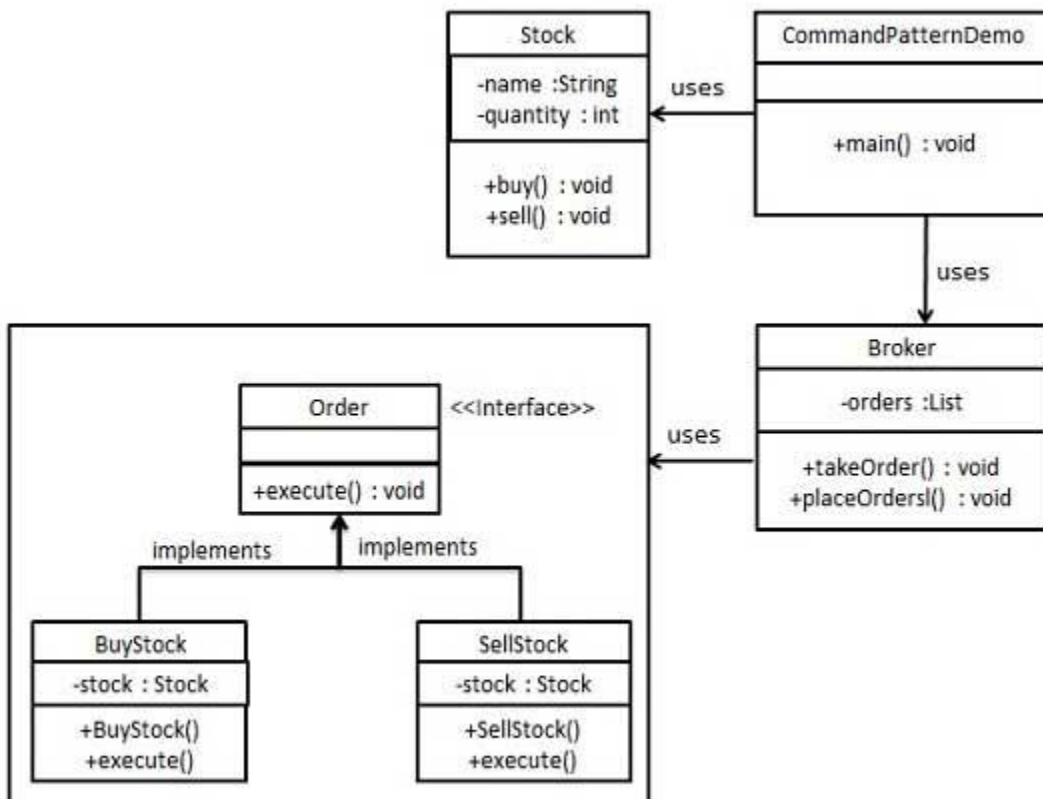 Stock
-name :String
-quantity : int
+buy() : void
+sell() : void
uses
CommandPatternDemo
+main() : void
uses
Broker
-orders :List
+takeOrder() : void
+placeOrdersl() : void
uses
Order
<<Interface>>
+execute() : void
implements
implements
BuyStock
-stock : Stock
+BuyStock()
+execute()
SellStock
-stock : Stock
+SellStock()
+execute()